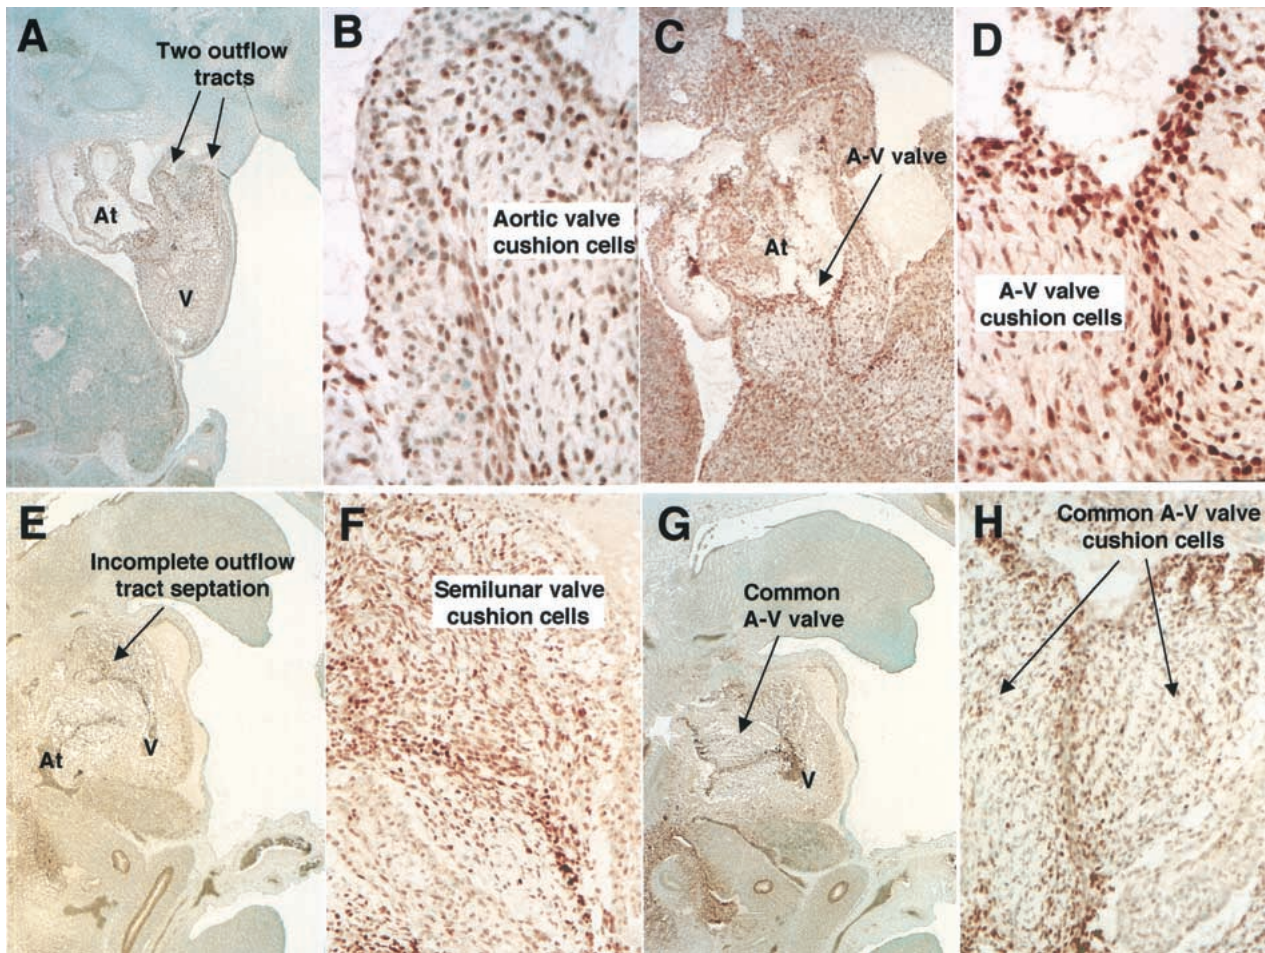 A
Two outflow
tracts
At
V
B
Aortic valve
cushion cells
C
A-V valve
At
D
A-V valve
cushion cells
E
Incomplete outflow
tract septation
At
V
F
Semilunar valve
cushion cells
G
Common
A-V valve
V
H
Common A-V valve
cushion cells